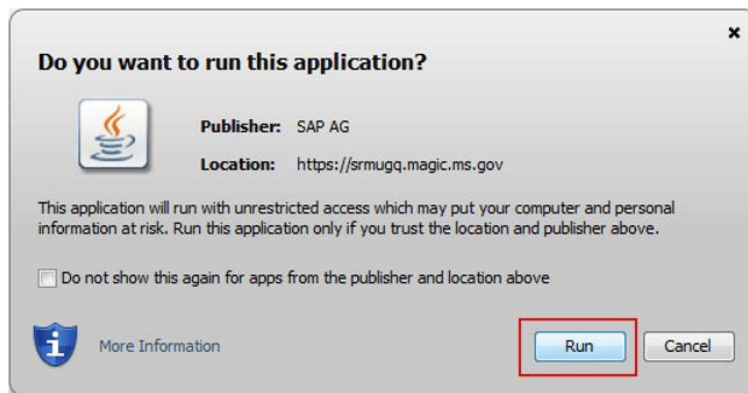 Do you want to run this application?
Publisher: SAP AG
Location: https://srmugq.magic.ms.gov
This application will run with unrestricted access which may put your computer and personal
information at risk. Run this application only if you trust the location and publisher above.
Do not show this again for apps from the publisher and location above
More Information
Run
Cancel